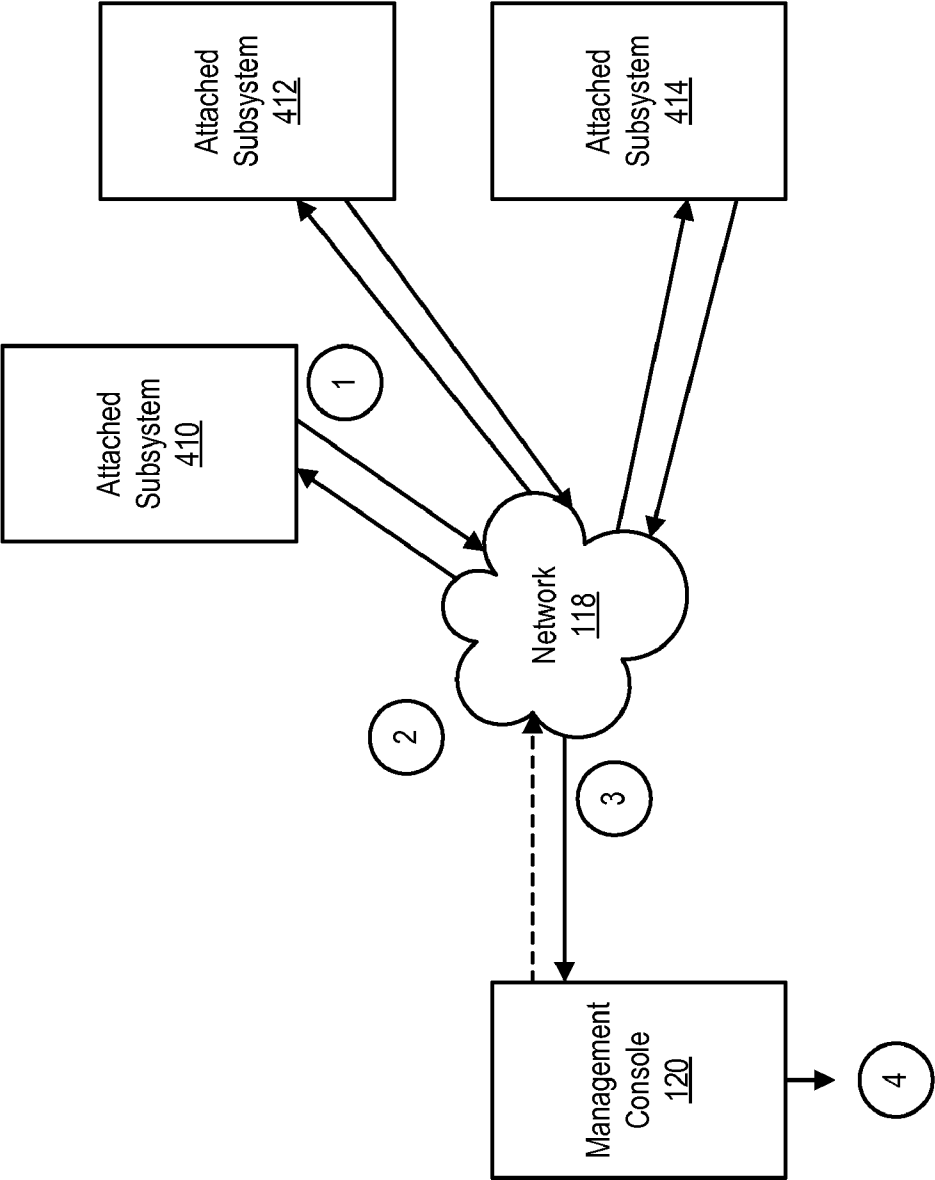 Attached
Subsystem
412
Attached
Subsystem
414
Attached
Subsystem
410
1
Network
118
2
3
Management
Console
120
4